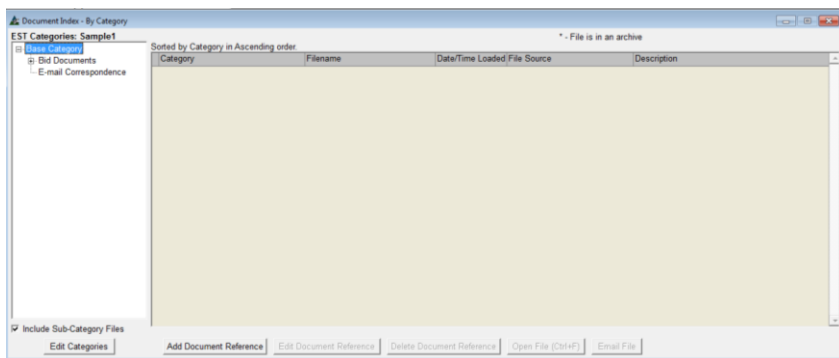 Document Index - By Category
EST Categories: Sample1
* - File is in an archive
Base Category
Sorted by Category in Ascending order.
Bid Documents
E-mail Correspondence
Category Filename Date/Time Loaded File Source Description
Include Sub-Category Files
Edit Categories Add Document Reference Edit Document Reference Delete Document Reference Open File (Ctrl+F) Email File